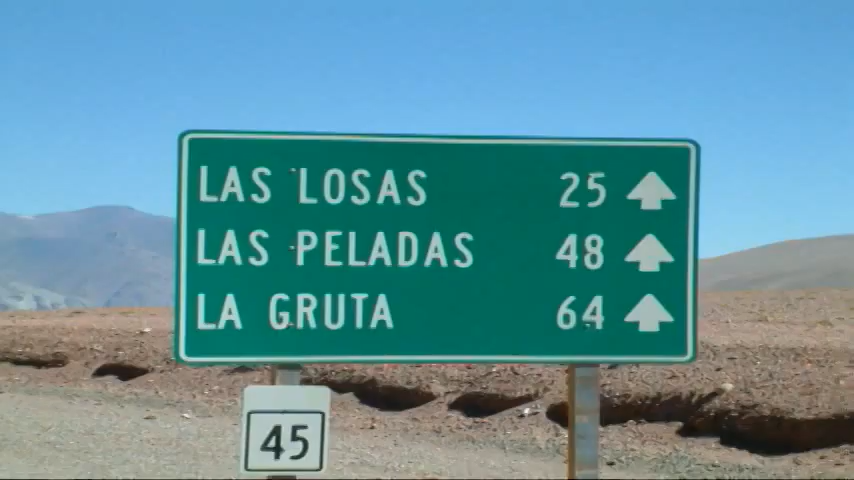 LAS LOSAS 25
LAS PELADAS 48
LA GRUTA 64
45